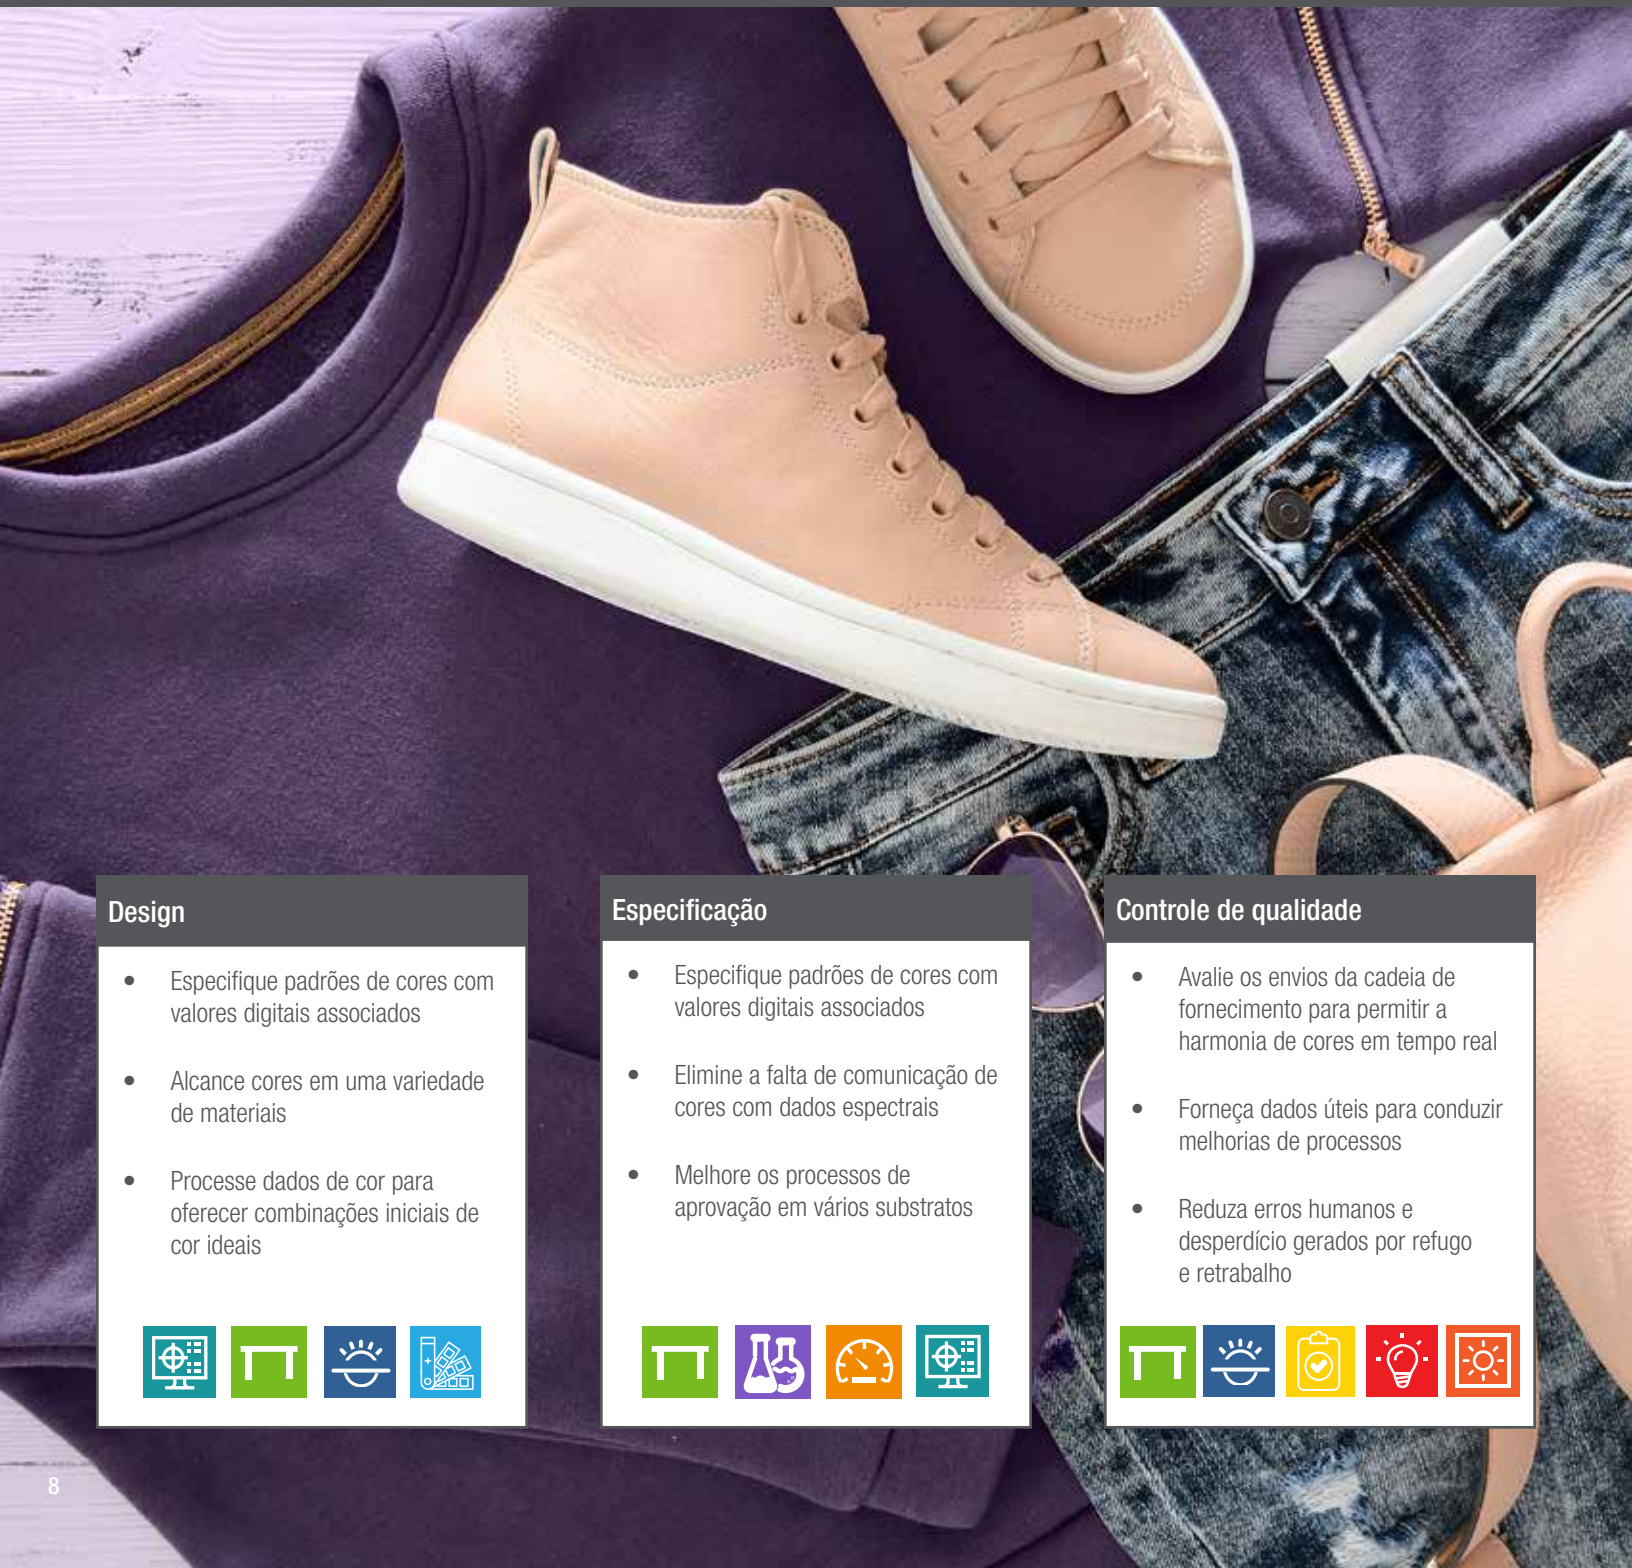 Design
• Especifique padrões de cores com
valores digitais associados
• Alcance cores em uma variedade
de materiais
• Processe dados de cor para
oferecer combinações iniciais de
cor ideais
Especificação
• Especifique padrões de cores com
valores digitais associados
• Elimine a falta de comunicação de
cores com dados espectrais
• Melhore os processos de
aprovação em vários substratos
Controle de qualidade
• Avalie os envios da cadeia de
fornecimento para permitir a
harmonia de cores em tempo real
• Forneça dados úteis para conduzir
melhorias de processos
• Reduza erros humanos e
desperdício gerados por refugo
e retrabalho
8